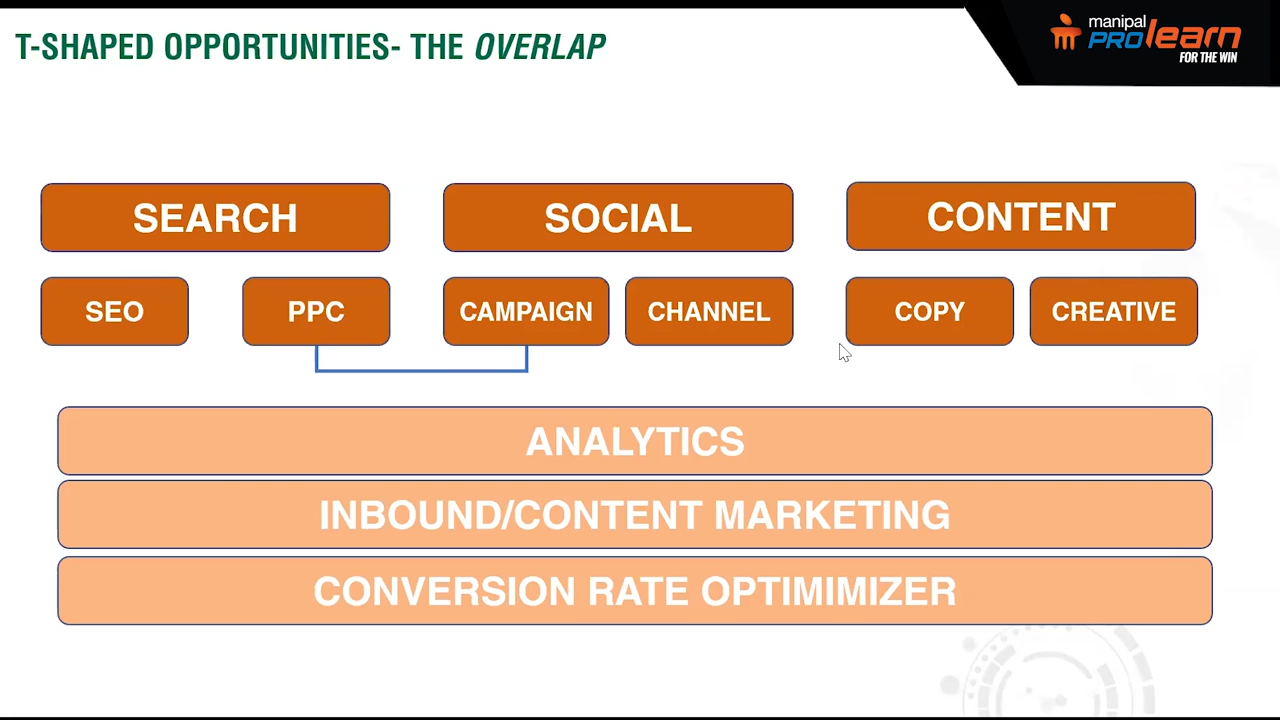 T-SHAPED OPPORTUNITIES- THE OVERLAP
manipal
PROlearn
FOR THE WIN
SEARCH
SOCIAL
CONTENT
SEO
PPC
CAMPAIGN
CHANNEL
COPY
CREATIVE
ANALYTICS
INBOUND/CONTENT MARKETING
CONVERSION RATE OPTIMIMIZER